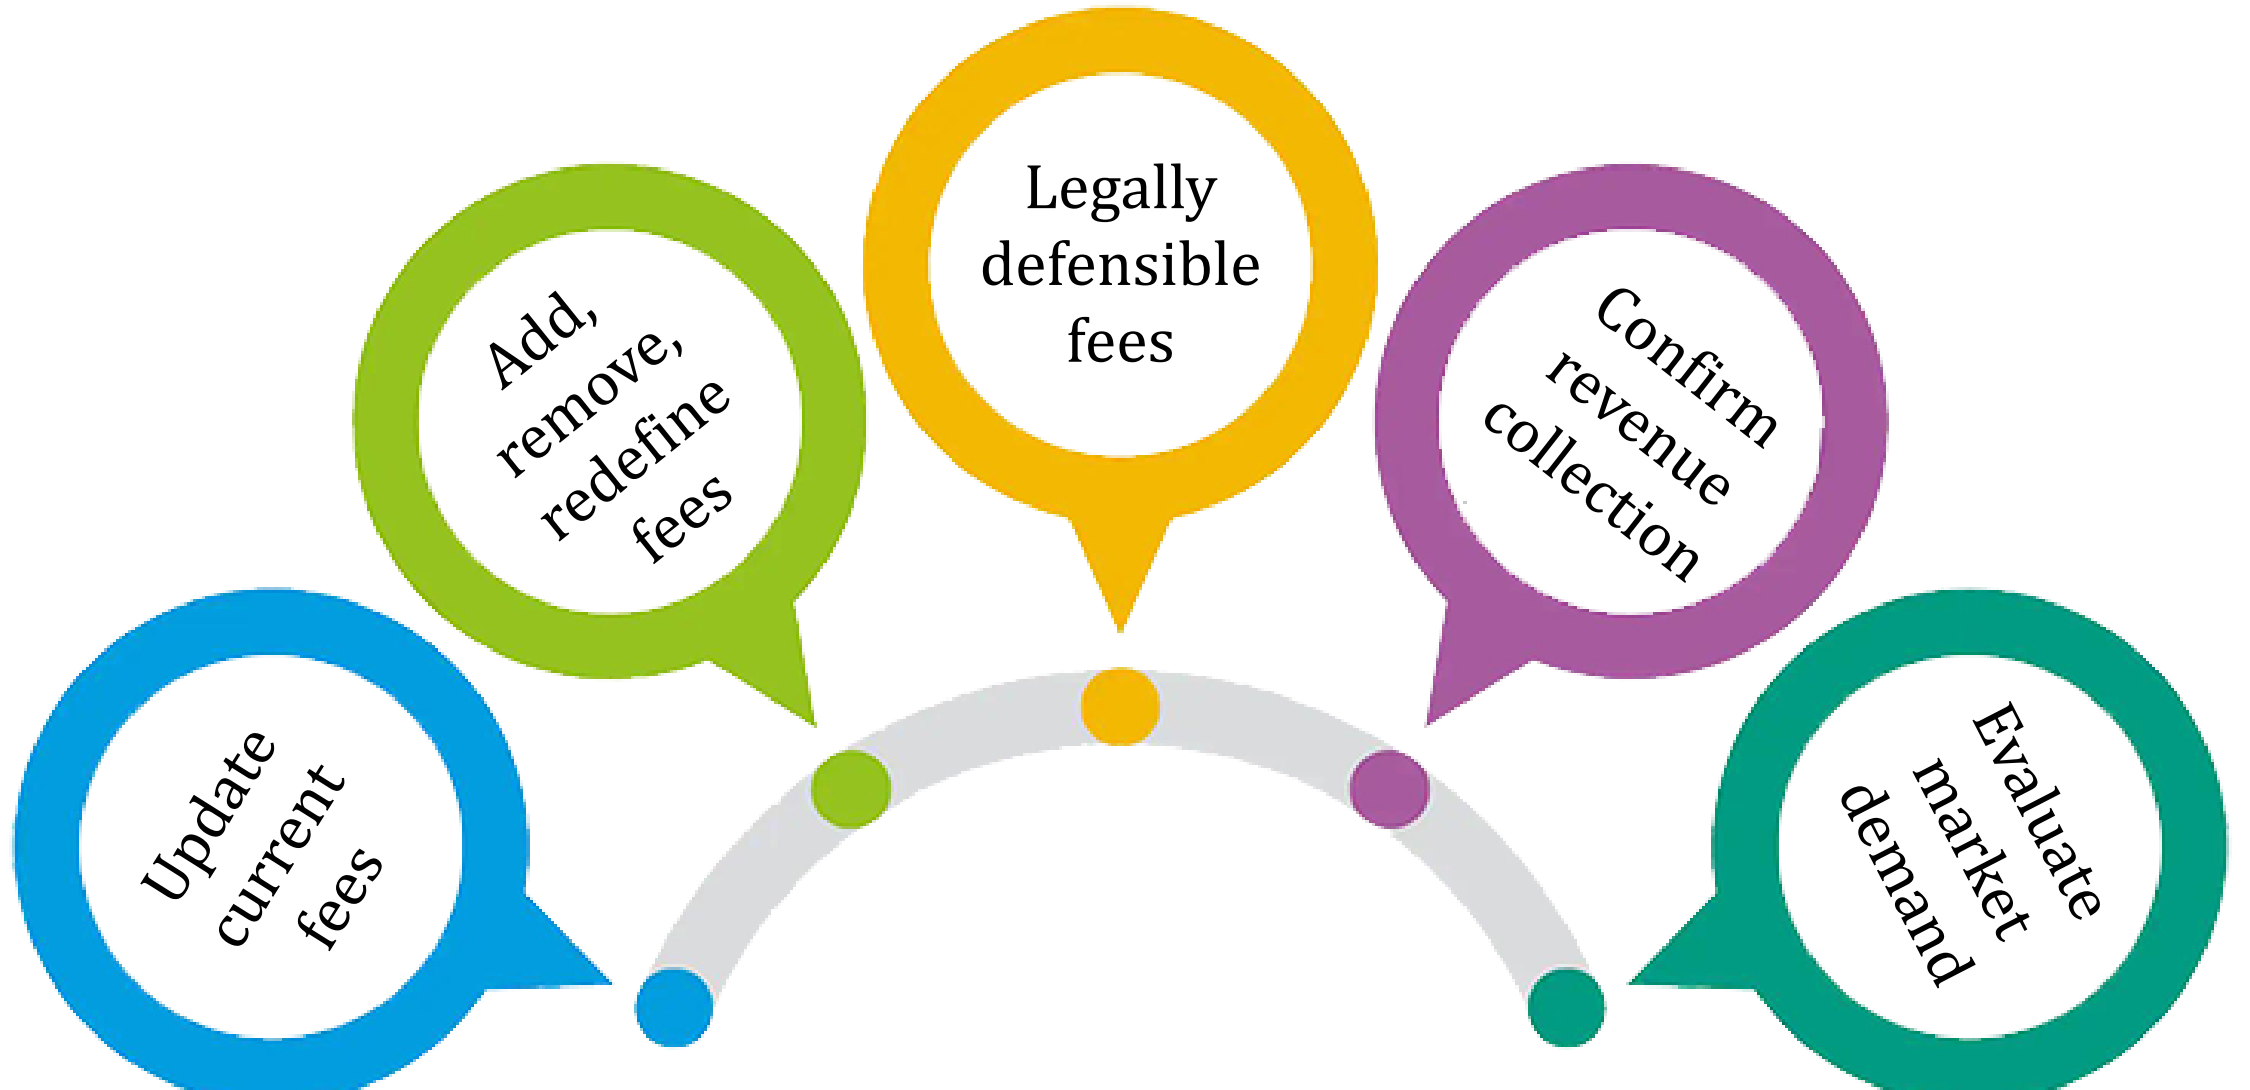 Update
current
fees
Add,
remove,
redefine
fees
Legally
defensible
fees
Confirm
revenue
collection
Evaluate
market
demand